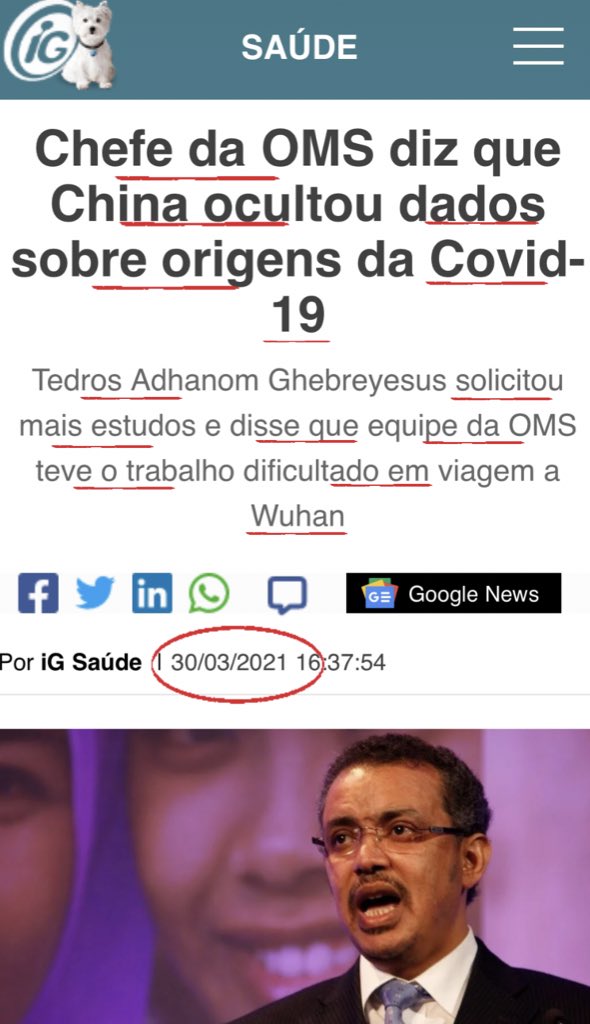 iG
SAÚDE
Chefe da OMS diz que
China ocultou dados
sobre origens da Covid-
19
Tedros Adhanom Ghebreyesus solicitou
mais estudos e disse que equipe da OMS
teve o trabalho dificultado em viagem a
Wuhan
f in GE Google News
Por iG Saúde | 30/03/2021 16:37:54